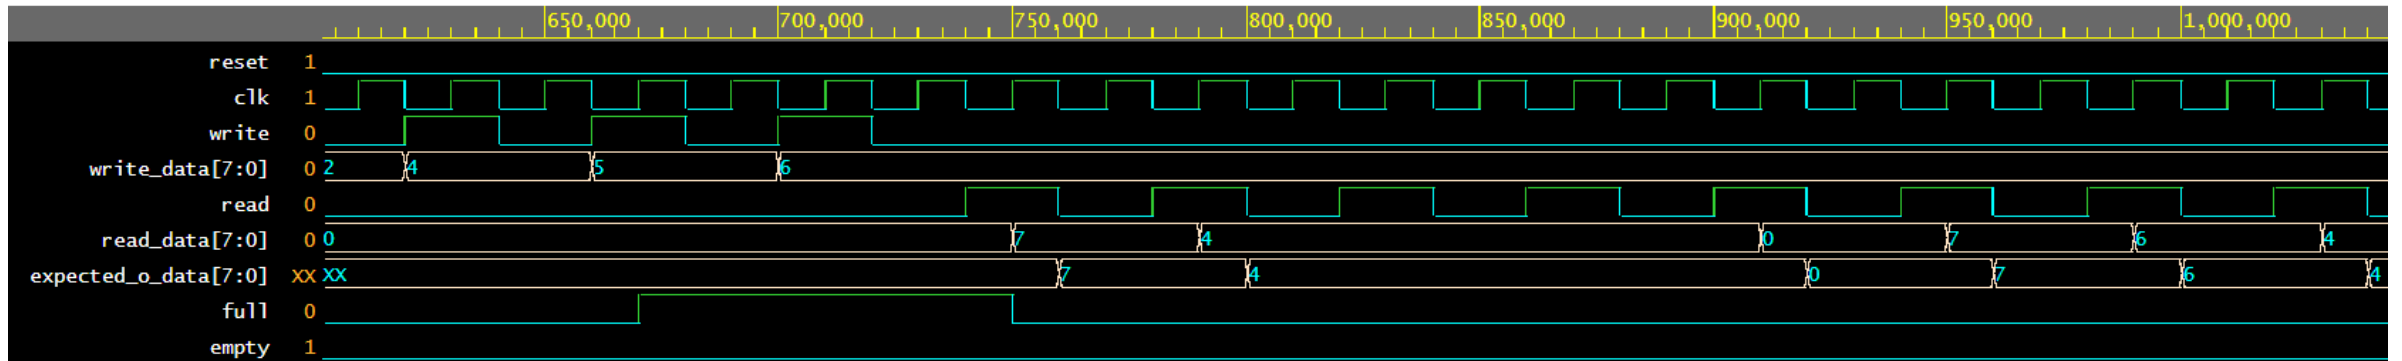 650,000 700,000 750,000 800,000 850,000 900,000 950,000 1,000,000
reset 1
clk 1
write 0
write_data[7:0] 0 2 4 5 6
read 0
read_data[7:0] 0 0 7 4 0 7 6 4
expected_o_data[7:0] XX XX 7 4 0 7 6 4
full 0
empty 1